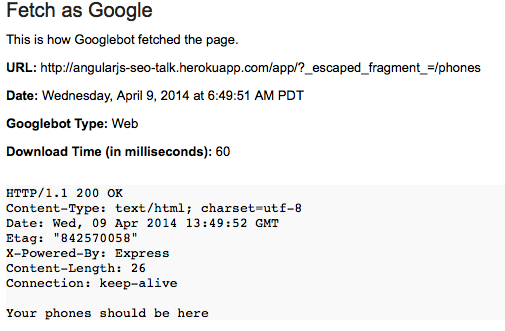 Fetch as Google
This is how Googlebot fetched the page.
URL: http://angularjs-seo-talk.herokuapp.com/app/?_escaped_fragment_=/phones
Date: Wednesday, April 9, 2014 at 6:49:51 AM PDT
Googlebot Type: Web
Download Time (in milliseconds): 60
HTTP/1.1 200 OK
Content-Type: text/html; charset=utf-8
Date: Wed, 09 Apr 2014 13:49:52 GMT
Etag: "842570058"
X-Powered-By: Express
Content-Length: 26
Connection: keep-alive
Your phones should be here